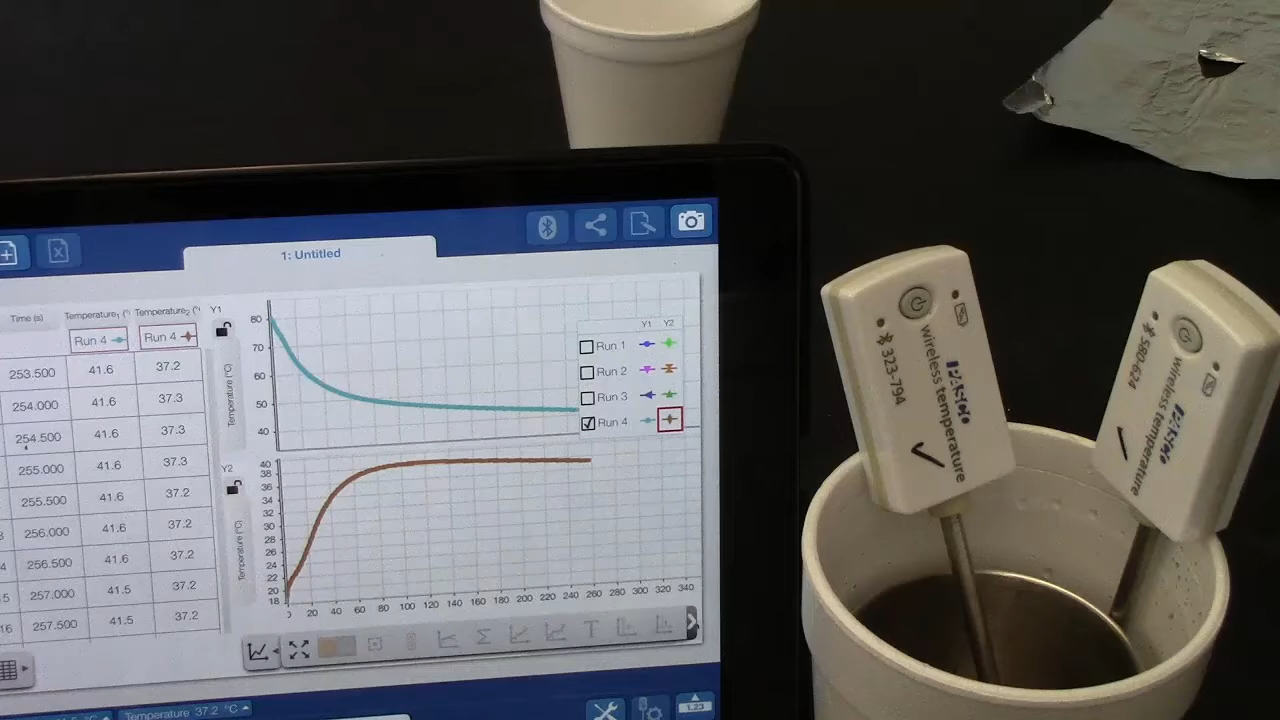 1: Untitled
Time (s)
Temperature₁ (°
Temperature₂ (°
Run 4
Run 4
253.500 41.6 37.2
254.000 41.6 37.3
254.500 41.6 37.3
255.000 41.6 37.3
255.500 41.6 37.2
256.000 41.6 37.2
256.500 41.6 37.2
257.000 41.5 37.2
257.500 41.5 37.2
Y1
Temperature (°C)
80
70
60
50
40
Y1 Y2
Run 1
Run 2
Run 3
Run 4
Y2
Temperature (°C)
40
38
36
34
32
30
28
26
24
22
20
18
20 40 60 80 100 120 140 160 180 200 220 240 260 280 300 320 340
Σ
T
Temperature 37.2 °C
1.23
323-794
wireless temperature
PASCO
580-624
wireless temperature
PASCO